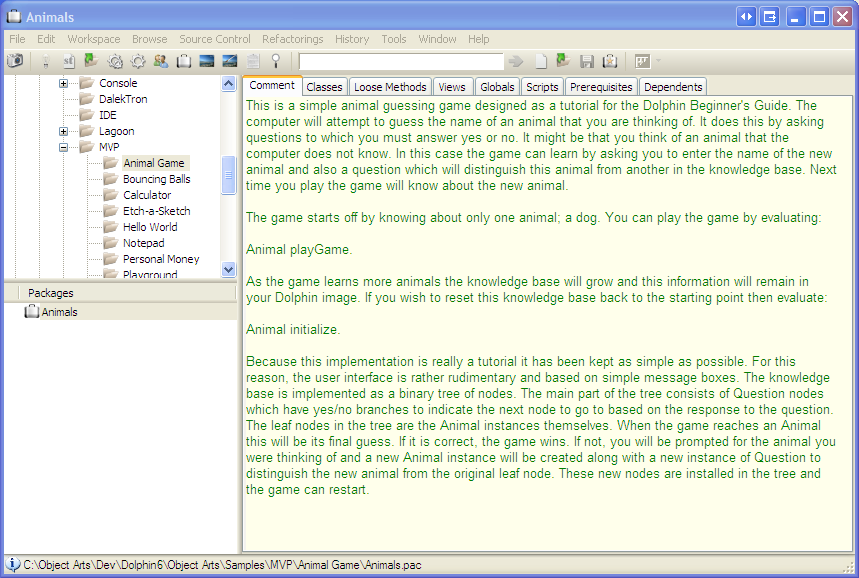 Animals
File Edit Workspace Browse Source Control Refactorings History Tools Window Help
Console
DalekTron
IDE
Lagoon
MVP
Animal Game
Bouncing Balls
Calculator
Etch-a-Sketch
Hello World
Notepad
Personal Money
Playground
Packages
Animals
Comment Classes Loose Methods Views Globals Scripts Prerequisites Dependents
This is a simple animal guessing game designed as a tutorial for the Dolphin Beginner's Guide. The
computer will attempt to guess the name of an animal that you are thinking of. It does this by asking
questions to which you must answer yes or no. It might be that you think of an animal that the
computer does not know. In this case the game can learn by asking you to enter the name of the new
animal and also a question which will distinguish this animal from another in the knowledge base. Next
time you play the game will know about the new animal.
The game starts off by knowing about only one animal; a dog. You can play the game by evaluating:
Animal playGame.
As the game learns more animals the knowledge base will grow and this information will remain in
your Dolphin image. If you wish to reset this knowledge base back to the starting point then evaluate:
Animal initialize.
Because this implementation is really a tutorial it has been kept as simple as possible. For this
reason, the user interface is rather rudimentary and based on simple message boxes. The knowledge
base is implemented as a binary tree of nodes. The main part of the tree consists of Question nodes
which have yes/no branches to indicate the next node to go to based on the response to the question.
The leaf nodes in the tree are the Animal instances themselves. When the game reaches an Animal
this will be its final guess. If it is correct, the game wins. If not, you will be prompted for the animal you
were thinking of and a new Animal instance will be created along with a new instance of Question to
distinguish the new animal from the original leaf node. These new nodes are installed in the tree and
the game can restart.
C:\Object Arts\Dev\Dolphin6\Object Arts\Samples\MVP\Animal Game\Animals.pac